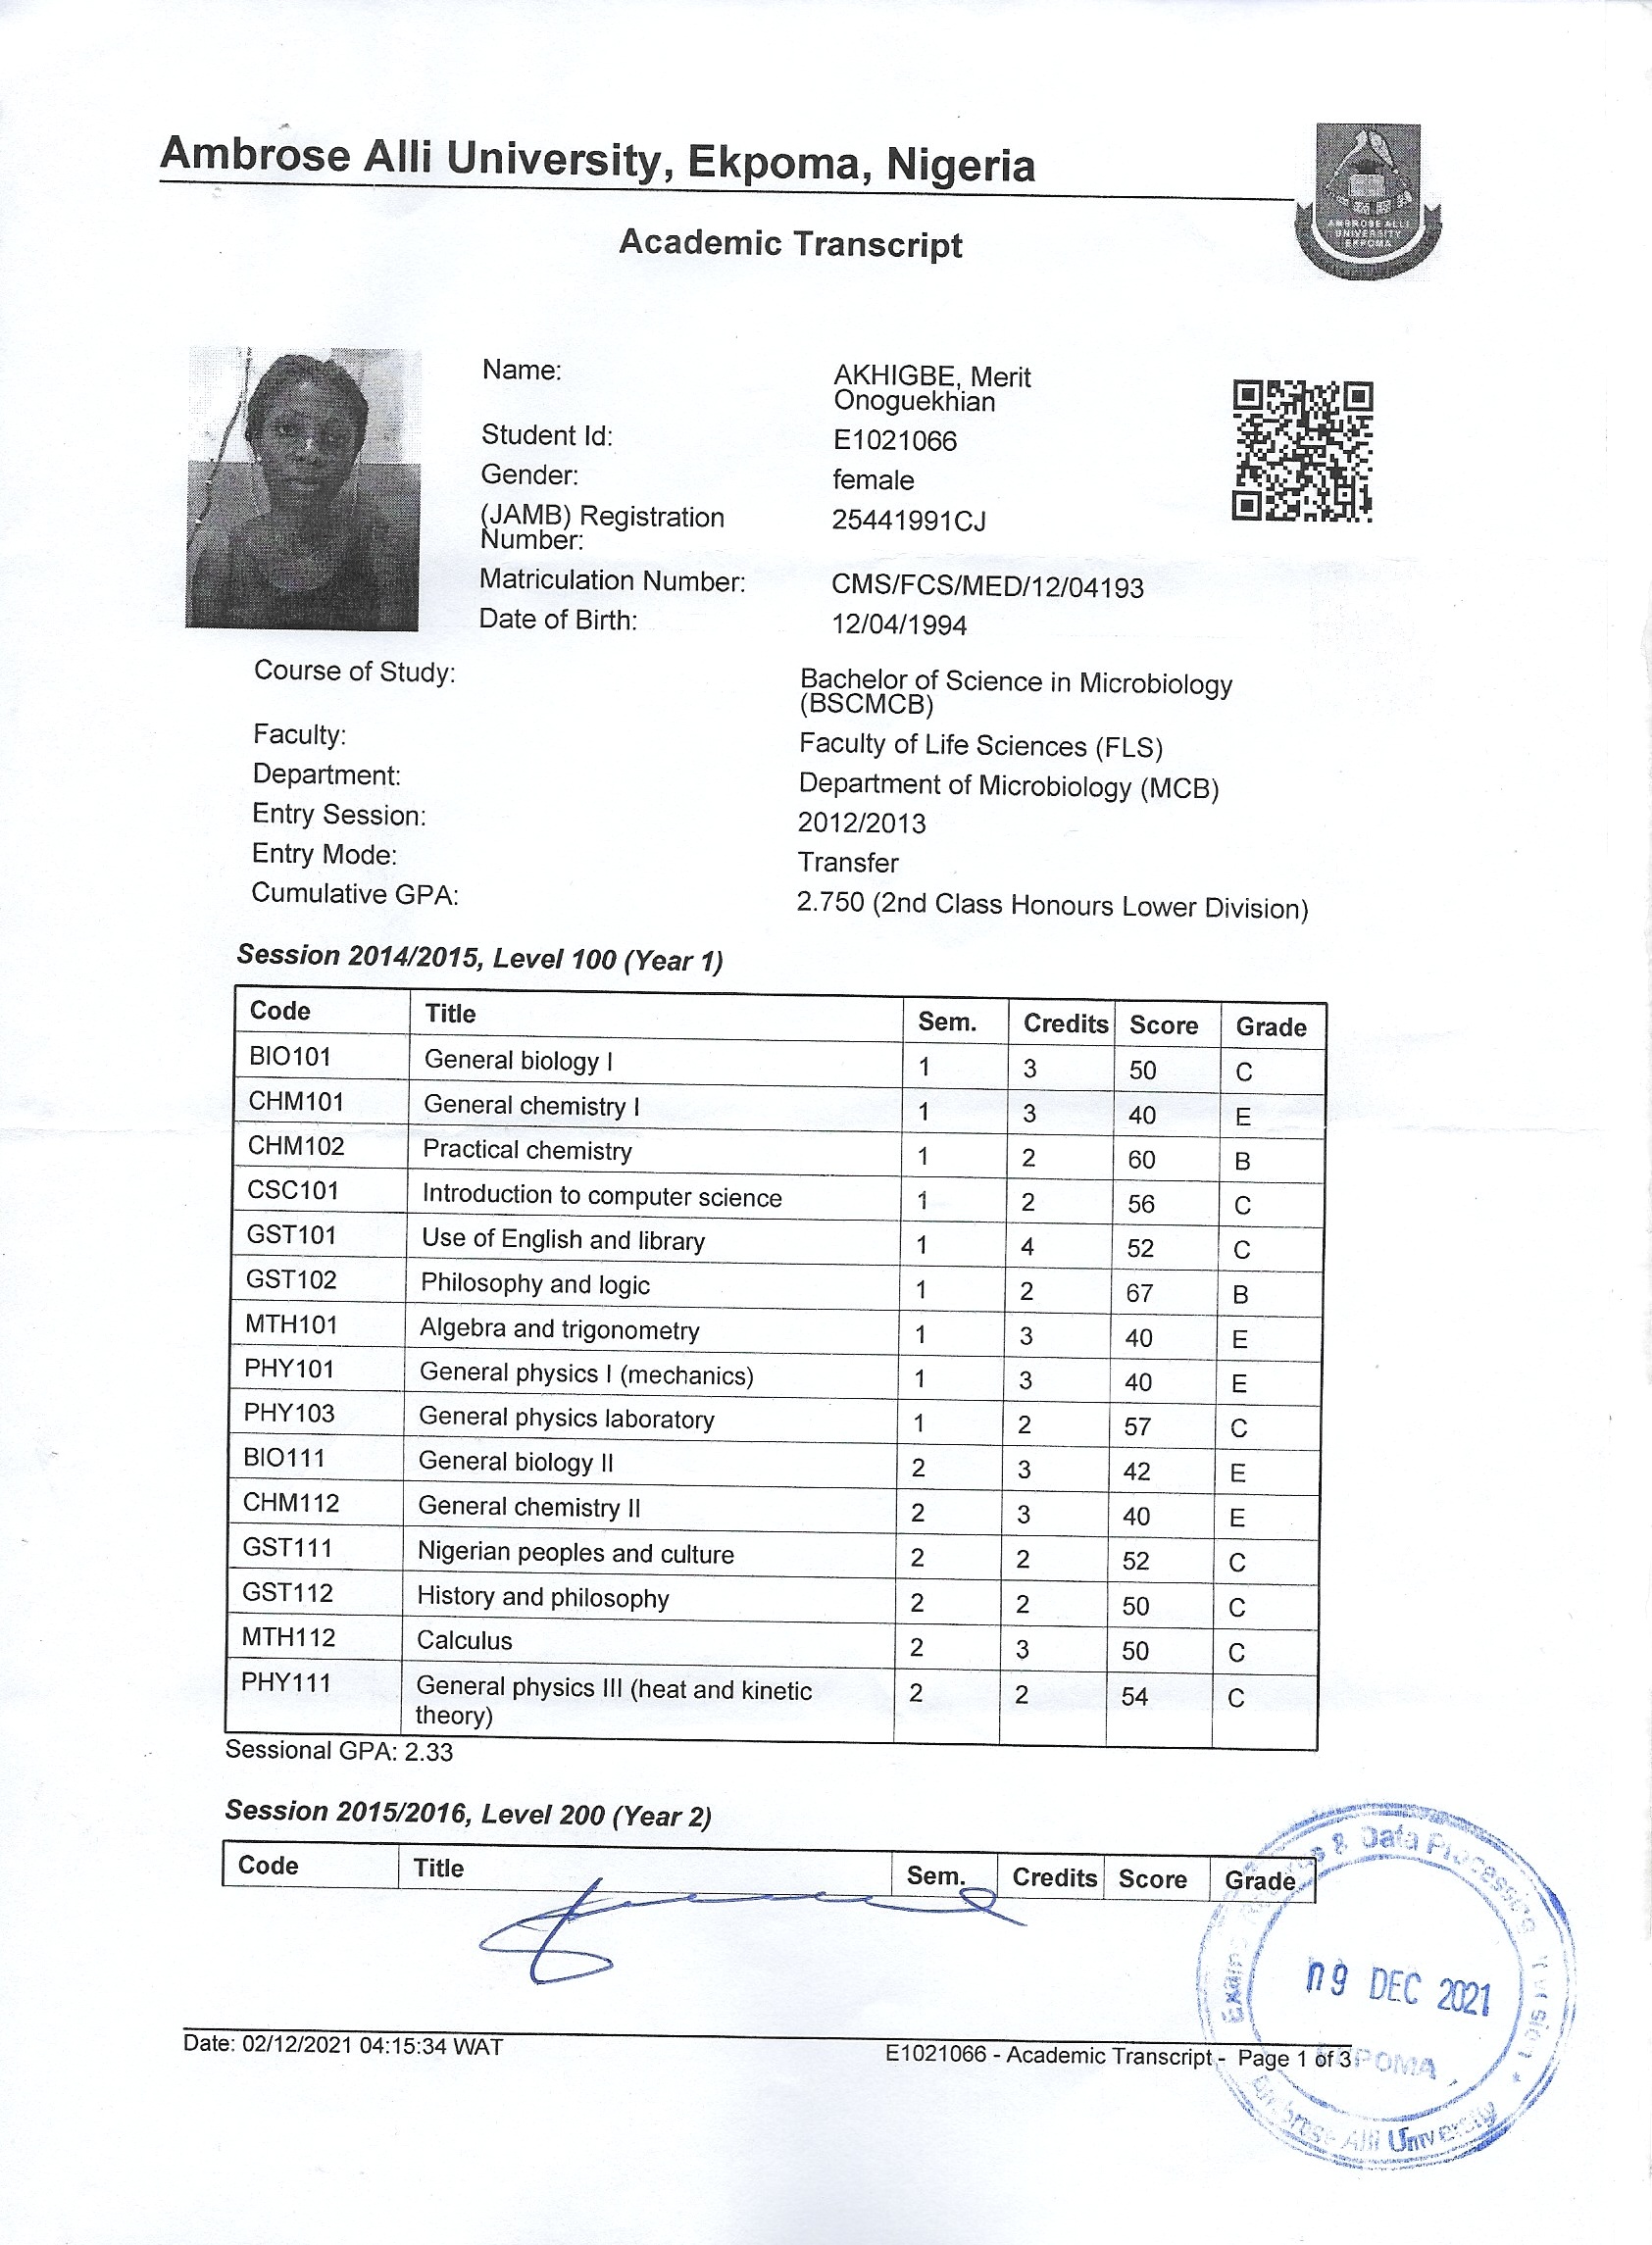 Ambrose Alli University, Ekpoma, Nigeria
Academic Transcript
AMBROSE ALLI
UNIVERSITY
EKPOMA
Name: AKHIGBE, Merit
Onoguekhian
Student Id: E1021066
Gender: female
(JAMB) Registration 25441991CJ
Number:
Matriculation Number: CMS/FCS/MED/12/04193
Date of Birth: 12/04/1994
Course of Study: Bachelor of Science in Microbiology
(BSCMCB)
Faculty: Faculty of Life Sciences (FLS)
Department: Department of Microbiology (MCB)
Entry Session: 2012/2013
Entry Mode: Transfer
Cumulative GPA: 2.750 (2nd Class Honours Lower Division)
Session 2014/2015, Level 100 (Year 1)
Code Title Sem. Credits Score Grade
BIO101 General biology I 1 3 50 C
CHM101 General chemistry I 1 3 40 E
CHM102 Practical chemistry 1 2 60 B
CSC101 Introduction to computer science 1 2 56 C
GST101 Use of English and library 1 4 52 C
GST102 Philosophy and logic 1 2 67 B
MTH101 Algebra and trigonometry 1 3 40 E
PHY101 General physics I (mechanics) 1 3 40 E
PHY103 General physics laboratory 1 2 57 C
BIO111 General biology II 2 3 42 E
CHM112 General chemistry II 2 3 40 E
GST111 Nigerian peoples and culture 2 2 52 C
GST112 History and philosophy 2 2 50 C
MTH112 Calculus 2 3 50 C
PHY111 General physics III (heat and kinetic 2 2 54 C
theory)
Sessional GPA: 2.33
Session 2015/2016, Level 200 (Year 2)
Code Title Sem. Credits Score Grade
& Data Processing
09 DEC 2021
EKPOMA
Ambrose Alli University
Date: 02/12/2021 04:15:34 WAT
E1021066 - Academic Transcript - Page 1 of 3